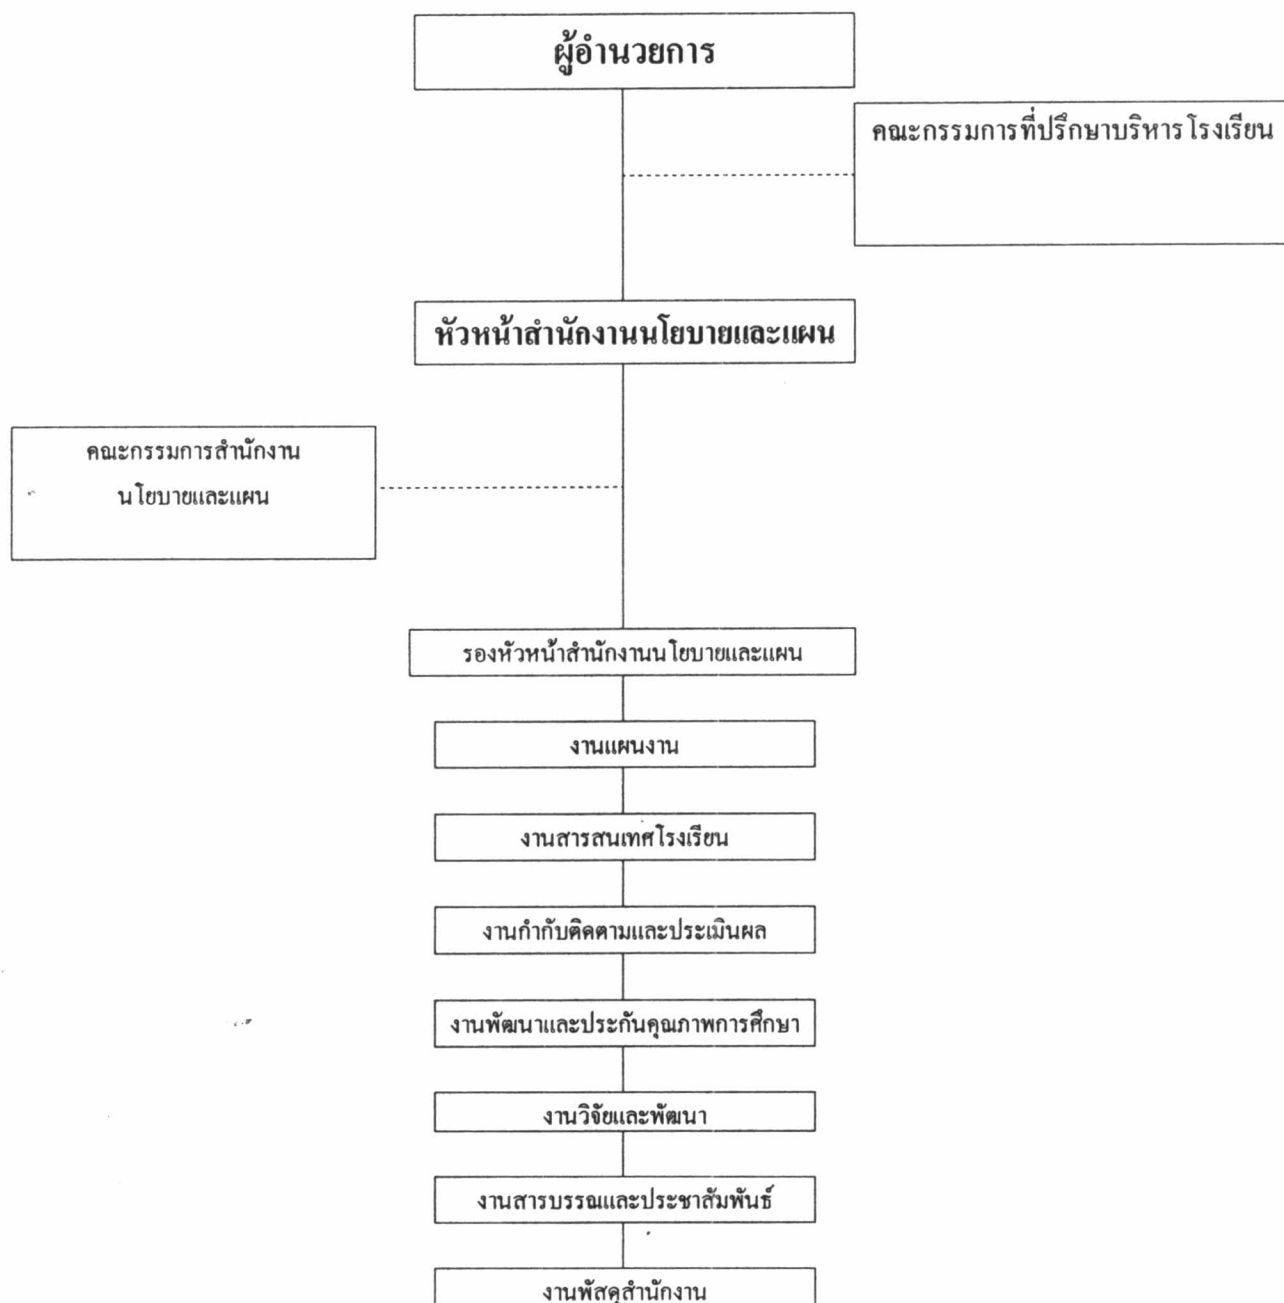 ผู้อำนวยการ
คณะกรรมการที่ปรึกษาบริหารโรงเรียน
หัวหน้าสำนักงานนโยบายและแผน
คณะกรรมการสำนักงาน
นโยบายและแผน
รองหัวหน้าสำนักงานนโยบายและแผน
งานแผนงาน
งานสารสนเทศโรงเรียน
งานกำกับติดตามและประเมินผล
งานพัฒนาและประกันคุณภาพการศึกษา
งานวิจัยและพัฒนา
งานสารบรรณและประชาสัมพันธ์
งานพัสดุสำนักงาน